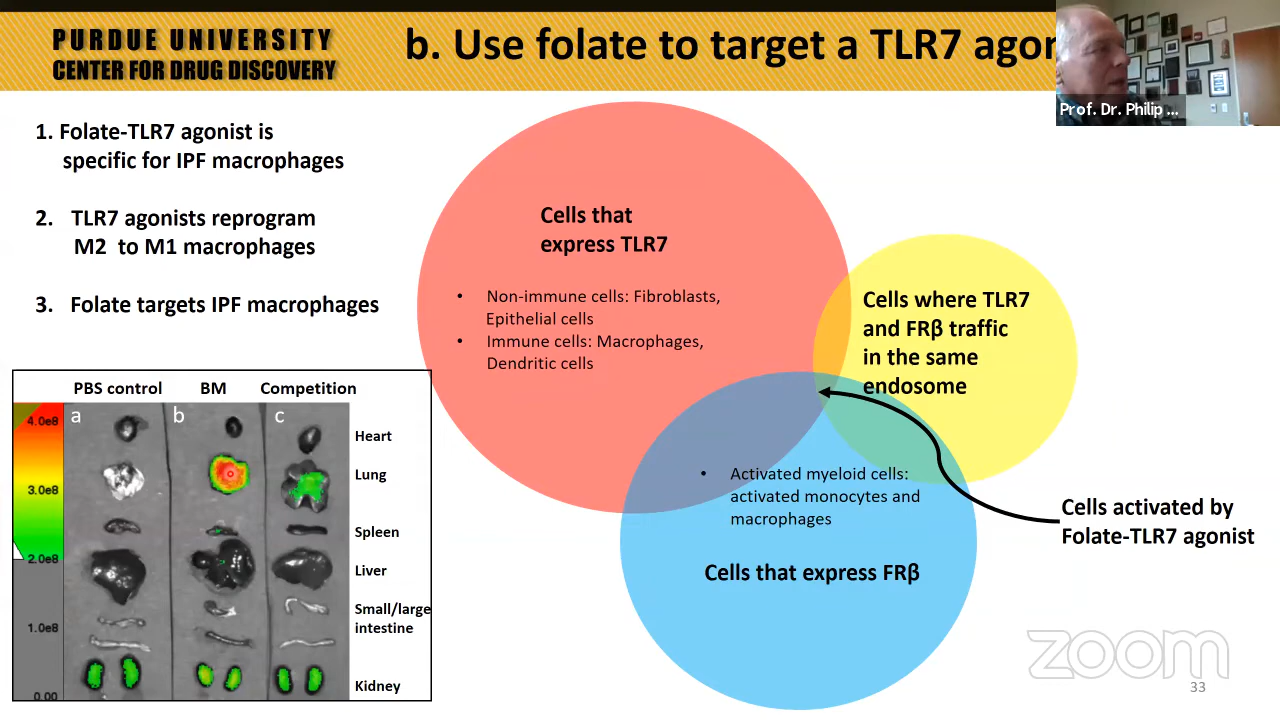 PURDUE UNIVERSITY
CENTER FOR DRUG DISCOVERY
b. Use folate to target a TLR7
Prof. Dr. Philip ...
1. Folate-TLR7 agonist is
specific for IPF macrophages
2. TLR7 agonists reprogram
M2 to M1 macrophages
3. Folate targets IPF macrophages
Cells that
express TLR7
• Non-immune cells: Fibroblasts,
Epithelial cells
• Immune cells: Macrophages,
Dendritic cells
Cells where TLR7
and FRβ traffic
in the same
endosome
• Activated myeloid cells:
activated monocytes and
macrophages
Cells that express FRβ
Cells activated by
Folate-TLR7 agonist
PBS control BM Competition
a b c
4.0e8
3.0e8
2.0e8
1.0e8
0.00
Heart
Lung
Spleen
Liver
Small/large
intestine
Kidney
zoom
33